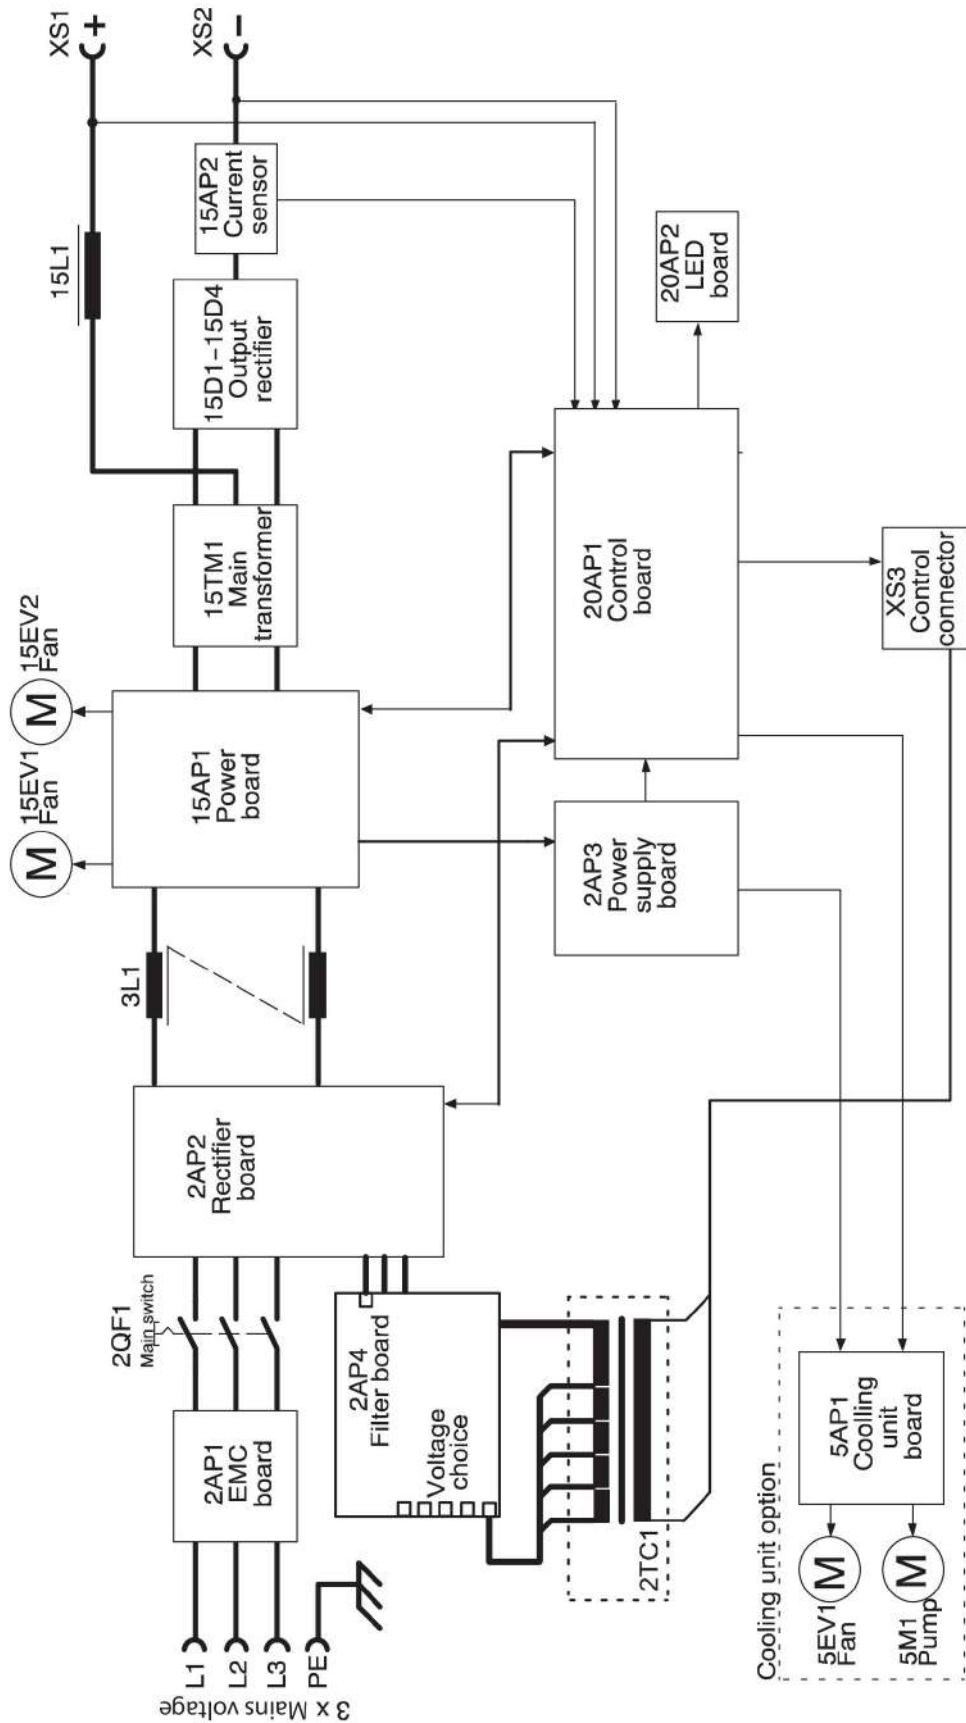 XS1
+
XS2
-
15L1
15AP2
Current
sensor
15D1-15D4
Output
rectifier
20AP2
LED
board
15TM1
Main
transformer
20AP1
Control
board
XS3
Control
connector
15EV2
Fan
M
15EV1
Fan
M
15AP1
Power
board
2AP3
Power
supply
board
3L1
2AP2
Rectifier
board
2QF1
Main switch
2AP4
Filter board
Voltage
choice
2AP1
EMC
board
2TC1
Cooling unit option
5AP1
Coolling
unit
board
M
5EV1
Fan
M
5M1
Pump
L1
L2
L3
PE
3 x Mains voltage